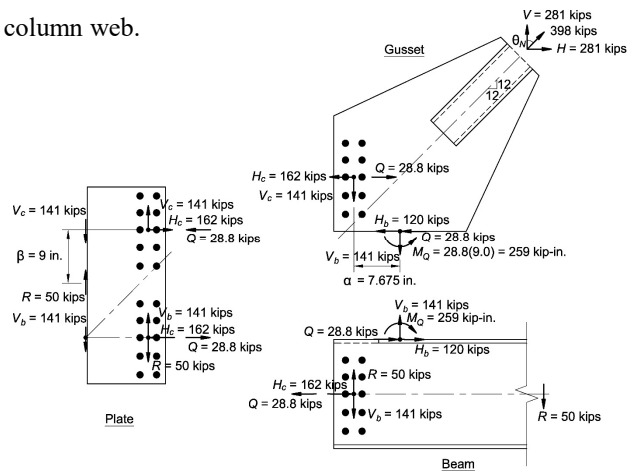 column web.
V = 281 kips
398 kips
θN
H = 281 kips
Gusset
12
12
Hc = 162 kips
Q = 28.8 kips
Vc = 141 kips
Hb = 120 kips
Q = 28.8 kips
Vb = 141 kips
MQ = 28.8(9.0) = 259 kip-in.
α = 7.675 in.
Vc = 141 kips
Vc = 141 kips
Hc = 162 kips
Q = 28.8 kips
β = 9 in.
R = 50 kips
Vb = 141 kips
Vb = 141 kips
Hc = 162 kips
Q = 28.8 kips
R = 50 kips
Plate
Vb = 141 kips
MQ = 259 kip-in.
Q = 28.8 kips
Hb = 120 kips
Hc = 162 kips
R = 50 kips
Q = 28.8 kips
Vb = 141 kips
R = 50 kips
Beam